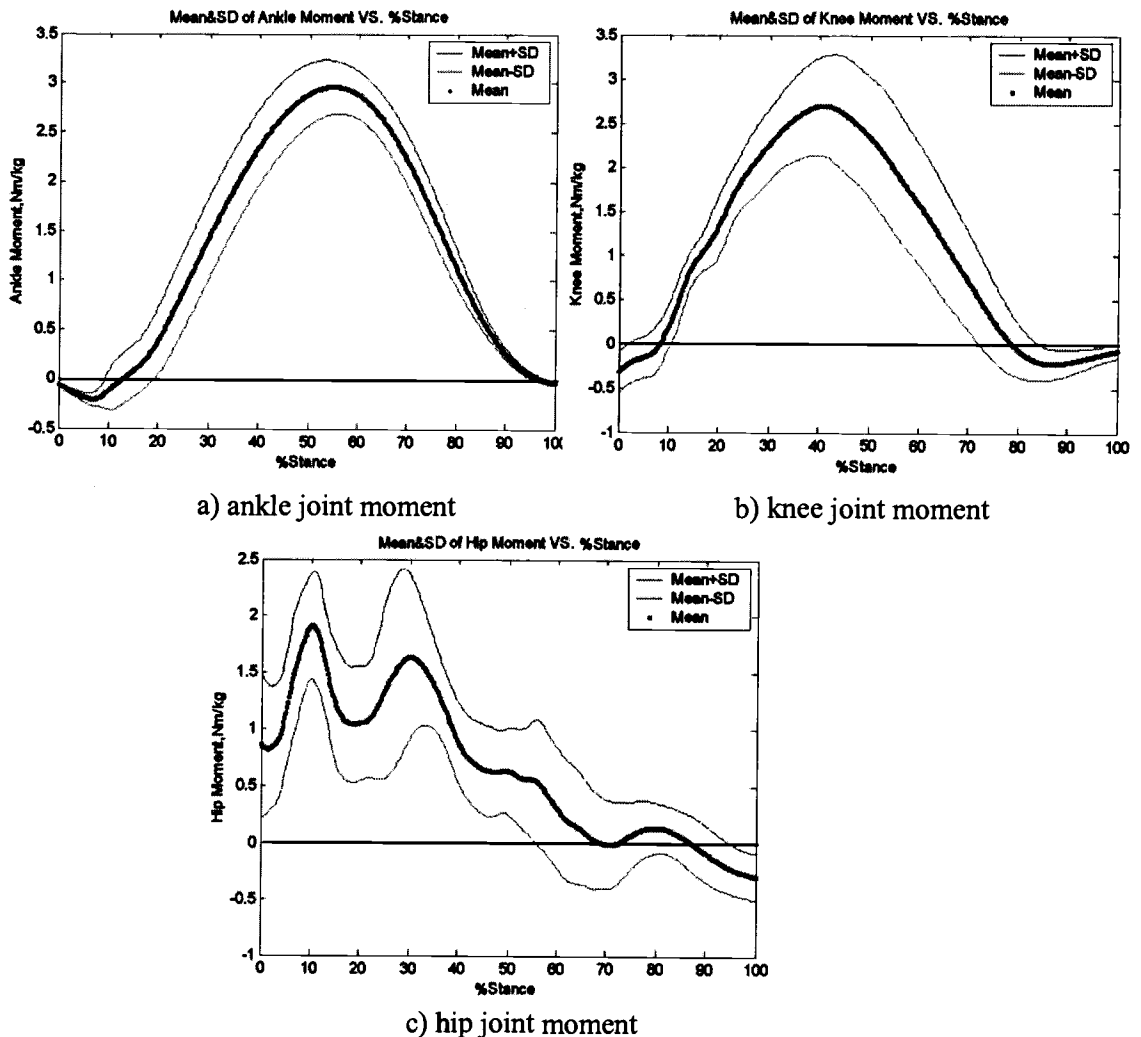 Mean&SD of Ankle Moment VS. %Stance
3.5
3
2.5
2
1.5
1
0.5
0
-0.5
Ankle Moment,Nm/kg
Mean+SD
Mean-SD
Mean
0 10 20 30 40 50 60 70 80 90 100
%Stance
a) ankle joint moment
Mean&SD of Knee Moment VS. %Stance
3.5
3
2.5
2
1.5
1
0.5
0
-0.5
-1
Knee Moment,Nm/kg
Mean+SD
Mean-SD
Mean
0 10 20 30 40 50 60 70 80 90 100
%Stance
b) knee joint moment
Mean&SD of Hip Moment VS. %Stance
2.5
2
1.5
1
0.5
0
-0.5
-1
Hip Moment,Nm/kg
Mean+SD
Mean-SD
Mean
0 10 20 30 40 50 60 70 80 90 100
%Stance
c) hip joint moment